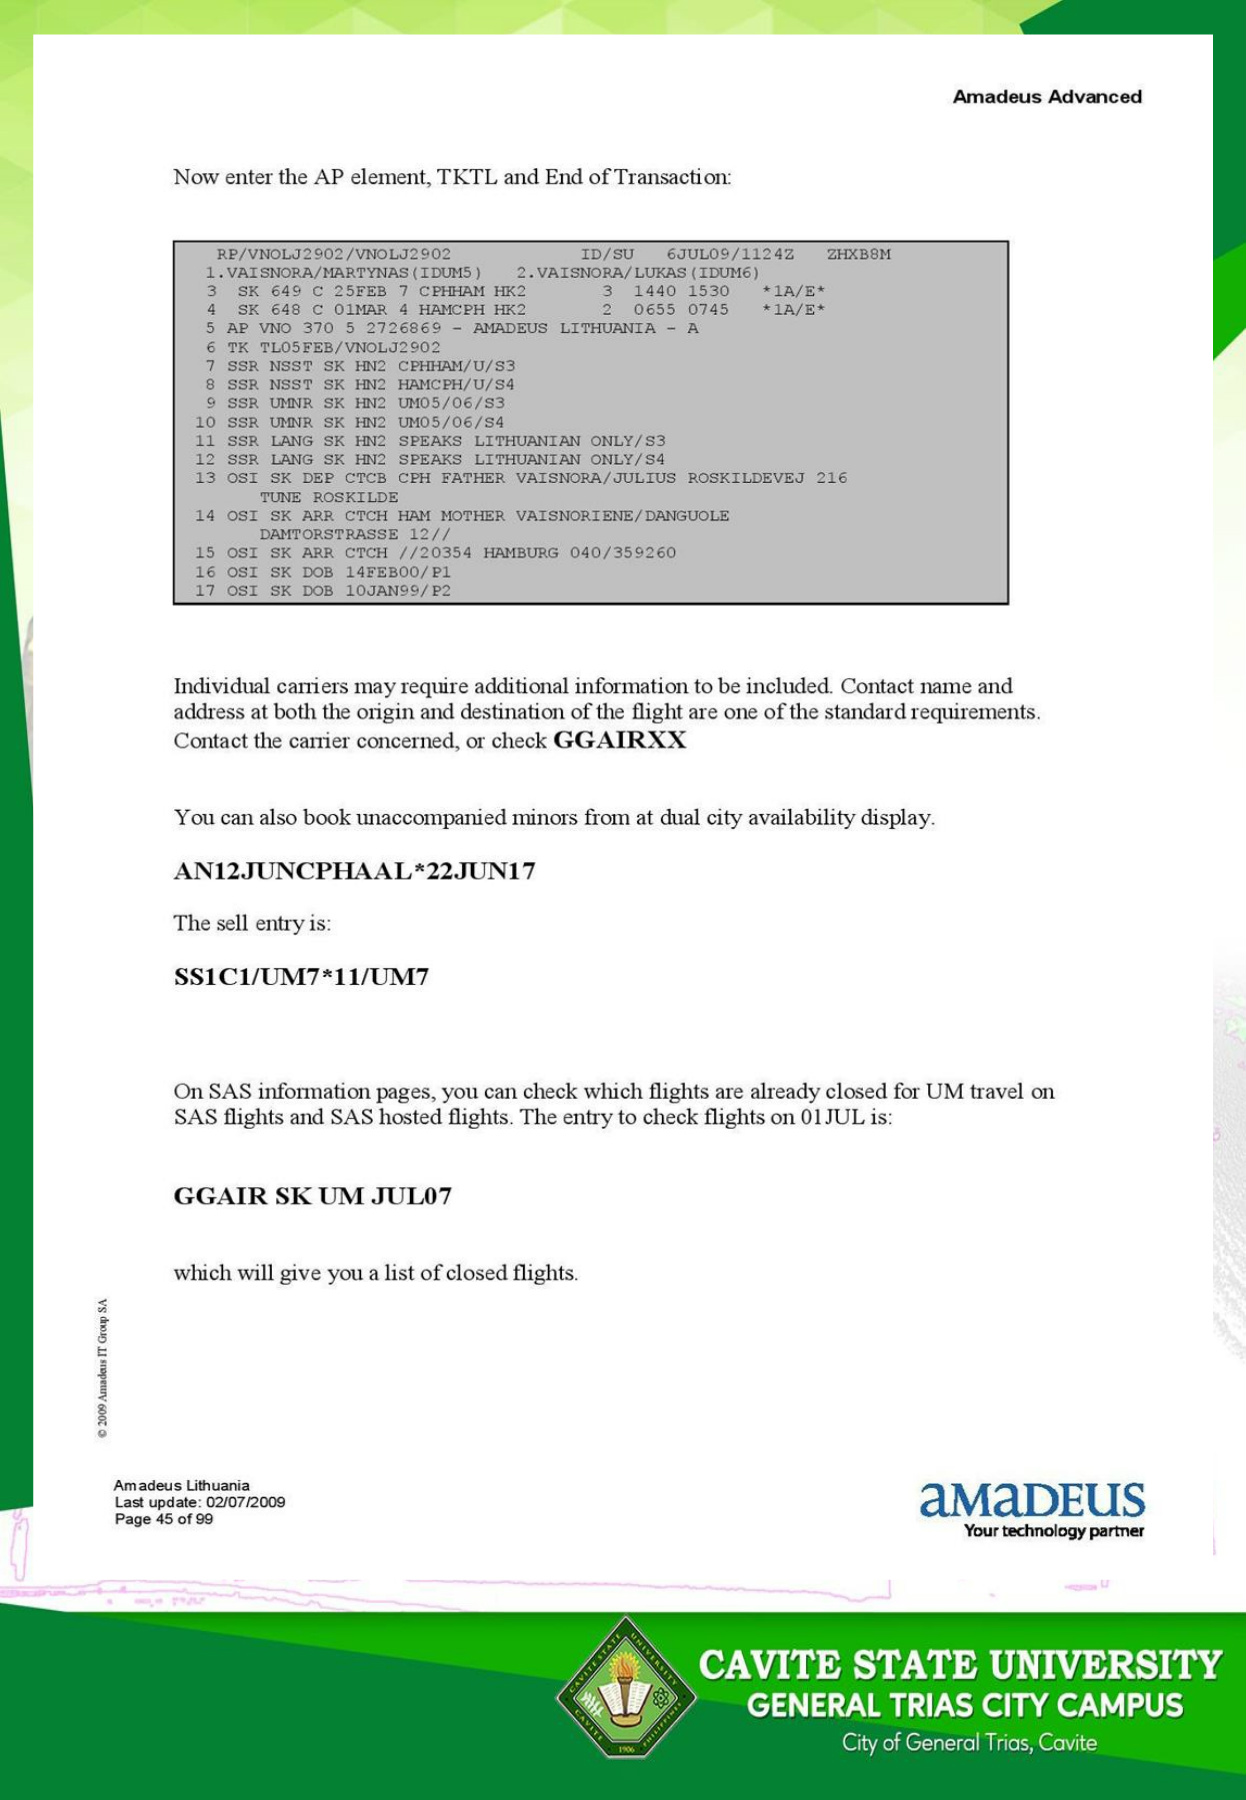 Amadeus Advanced
Now enter the AP element, TKTL and End of Transaction:
RP/VNOLJ2902/VNOLJ2902 ID/SU 6JUL09/1124Z ZHXB8M
1.VAISNORA/MARTYNAS(IDUM5) 2.VAISNORA/LUKAS(IDUM6)
3 SK 649 C 25FEB 7 CPHHAM HK2 3 1440 1530 *1A/E*
4 SK 648 C 01MAR 4 HAMCPH HK2 2 0655 0745 *1A/E*
5 AP VNO 370 5 2726869 - AMADEUS LITHUANIA - A
6 TK TL05FEB/VNOLJ2902
7 SSR NSST SK HN2 CPHHAM/U/S3
8 SSR NSST SK HN2 HAMCPH/U/S4
9 SSR UMNR SK HN2 UM05/06/S3
10 SSR UMNR SK HN2 UM05/06/S4
11 SSR LANG SK HN2 SPEAKS LITHUANIAN ONLY/S3
12 SSR LANG SK HN2 SPEAKS LITHUANIAN ONLY/S4
13 OSI SK DEP CTCB CPH FATHER VAISNORA/JULIUS ROSKILDEVEJ 216
TUNE ROSKILDE
14 OSI SK ARR CTCH HAM MOTHER VAISNORIENE/DANGUOLE
DAMTORSTRASSE 12//
15 OSI SK ARR CTCH //20354 HAMBURG 040/359260
16 OSI SK DOB 14FEB00/P1
17 OSI SK DOB 10JAN99/P2
Individual carriers may require additional information to be included. Contact name and
address at both the origin and destination of the flight are one of the standard requirements.
Contact the carrier concerned, or check GGAIRXX
You can also book unaccompanied minors from at dual city availability display.
AN12JUNCPHAAL*22JUN17
The sell entry is:
SS1C1/UM7*11/UM7
On SAS information pages, you can check which flights are already closed for UM travel on
SAS flights and SAS hosted flights. The entry to check flights on 01JUL is:
GGAIR SK UM JUL07
which will give you a list of closed flights.
© 2009 Amadeus IT Group SA
Amadeus Lithuania
Last update: 02/07/2009
Page 45 of 99
aMaDEUS
Your technology partner
CAVITE STATE UNIVERSITY
CAVITE PHILIPPINES
1906
CAVITE STATE UNIVERSITY
GENERAL TRIAS CITY CAMPUS
City of General Trias, Cavite